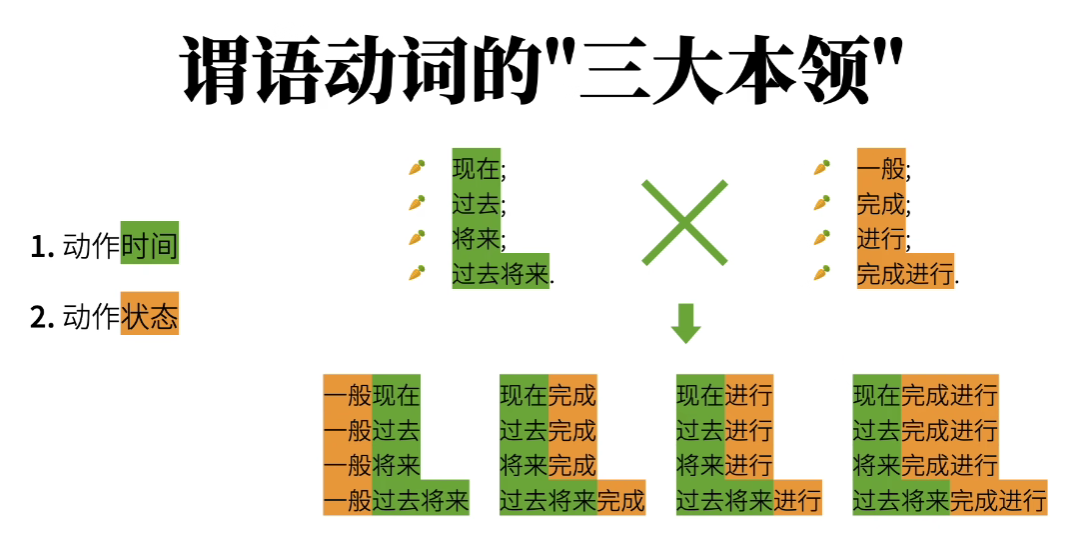 谓语动词的"三大本领"
1. 动作时间
2. 动作状态
现在;
过去;
将来;
过去将来.
一般;
完成;
进行;
完成进行.
一般现在
一般过去
一般将来
一般过去将来
现在完成
过去完成
将来完成
过去将来完成
现在进行
过去进行
将来进行
过去将来进行
现在完成进行
过去完成进行
将来完成进行
过去将来完成进行